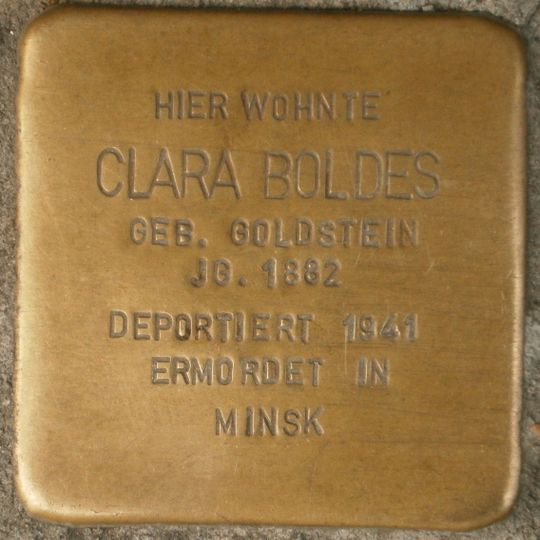 HIER WOHNTE
CLARA BOLDES
GEB. GOLDSTEIN
JG. 1882
DEPORTIERT 1941
ERMORDET IN
MINSK